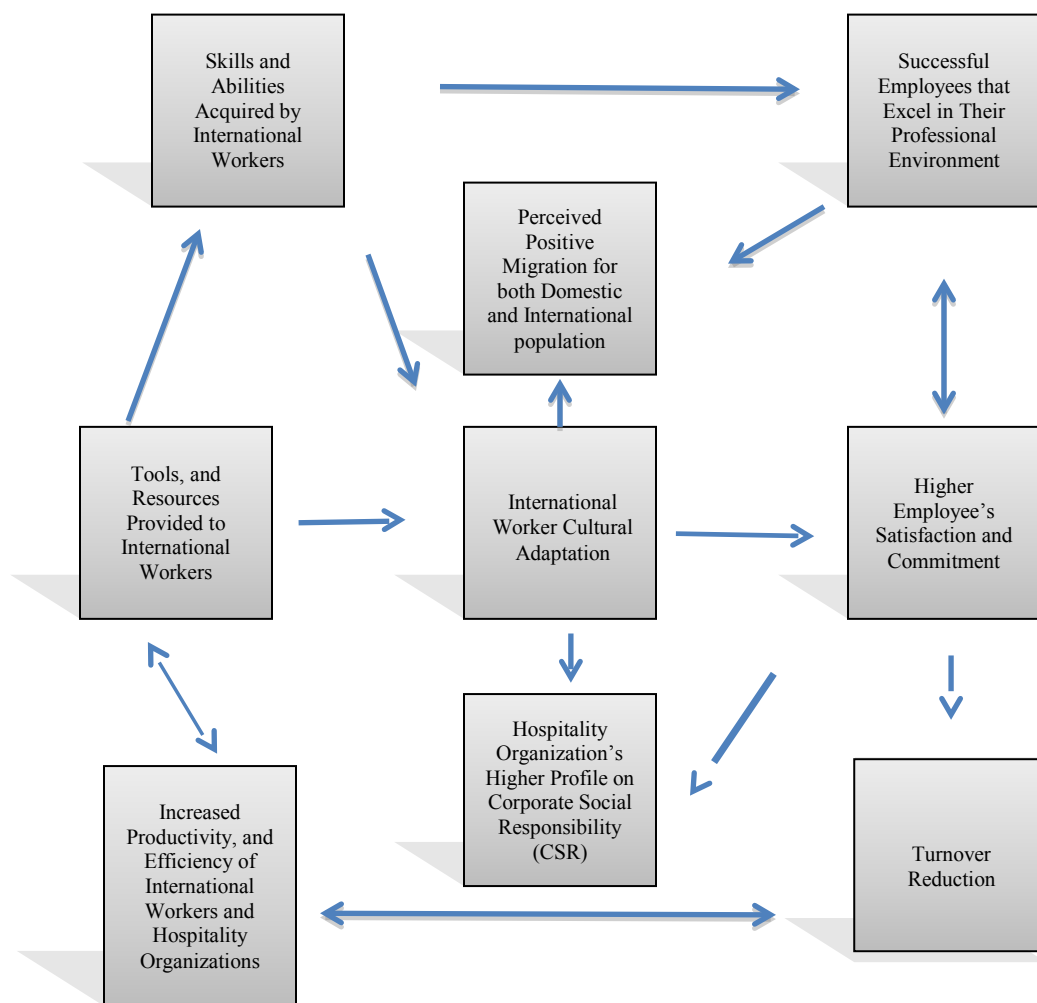 Skills and
Abilities
Acquired by
International
Workers
Successful
Employees that
Excel in Their
Professional
Environment
Perceived
Positive
Migration for
both Domestic
and International
population
Tools, and
Resources
Provided to
International
Workers
International
Worker Cultural
Adaptation
Higher
Employee’s
Satisfaction and
Commitment
Increased
Productivity, and
Efficiency of
International
Workers and
Hospitality
Organizations
Hospitality
Organization’s
Higher Profile on
Corporate Social
Responsibility
(CSR)
Turnover
Reduction